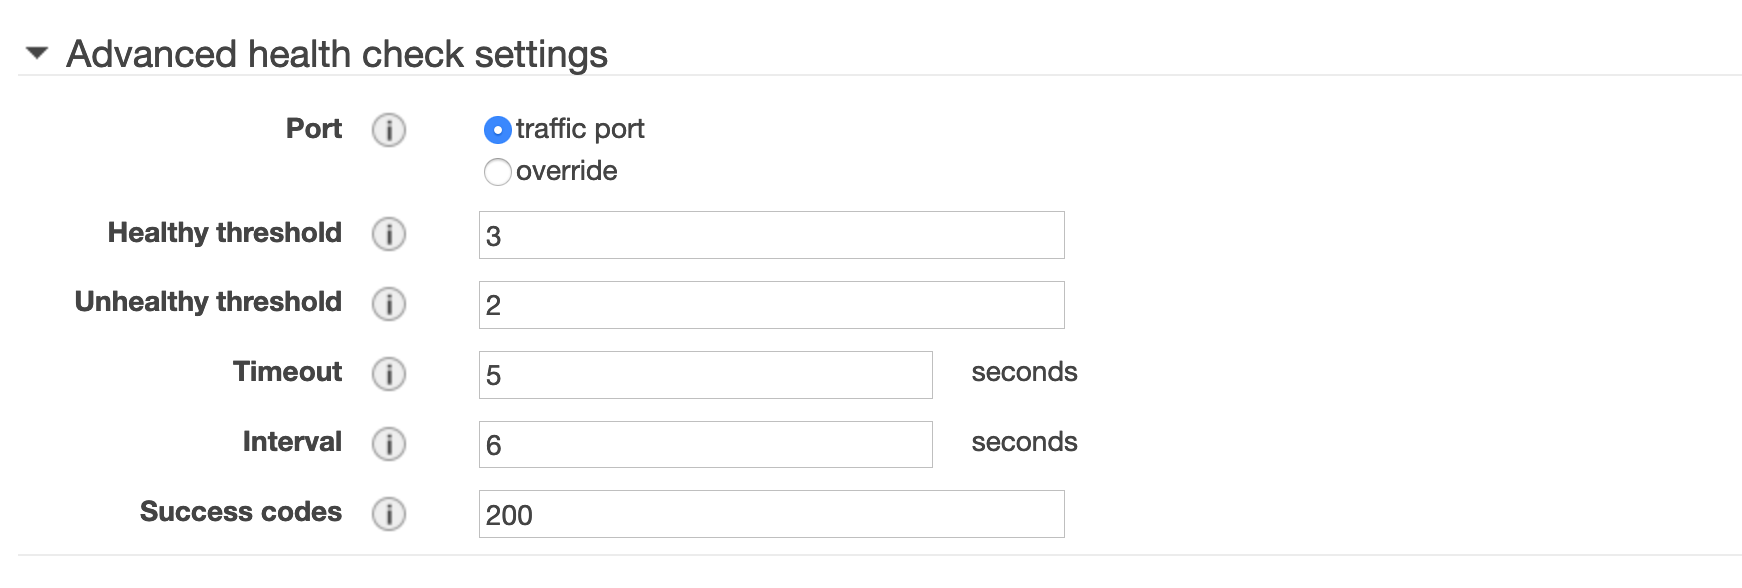 Advanced health check settings
Port
traffic port
override
Healthy threshold
3
Unhealthy threshold
2
Timeout
5
seconds
Interval
6
seconds
Success codes
200